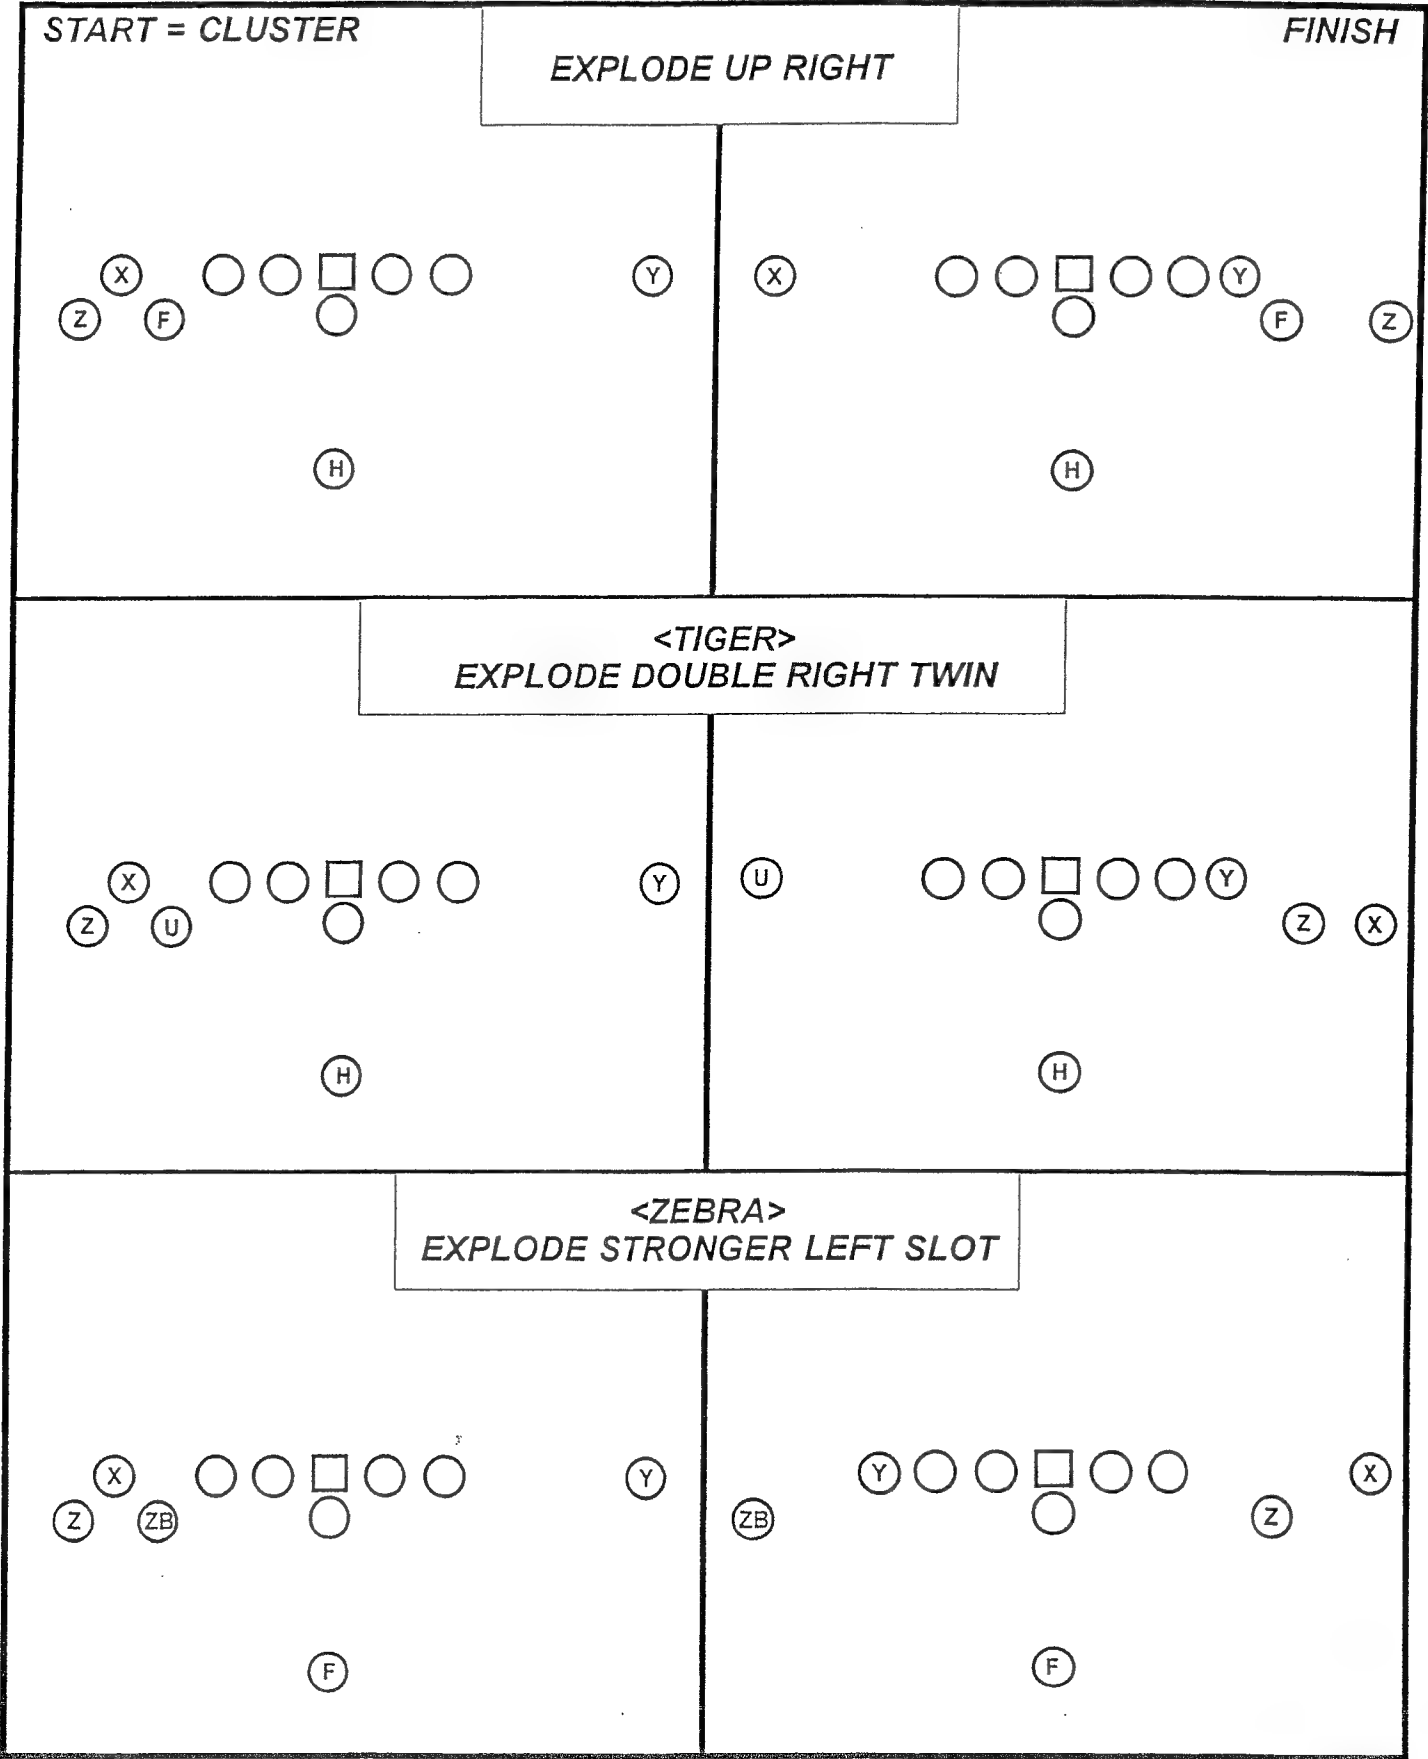 START = CLUSTER
EXPLODE UP RIGHT
FINISH
X Y X Y
Z F F Z
H H
<TIGER>
EXPLODE DOUBLE RIGHT TWIN
X Y U Y
Z U Z X
H H
<ZEBRA>
EXPLODE STRONGER LEFT SLOT
X Y Y X
Z ZB ZB Z
F F